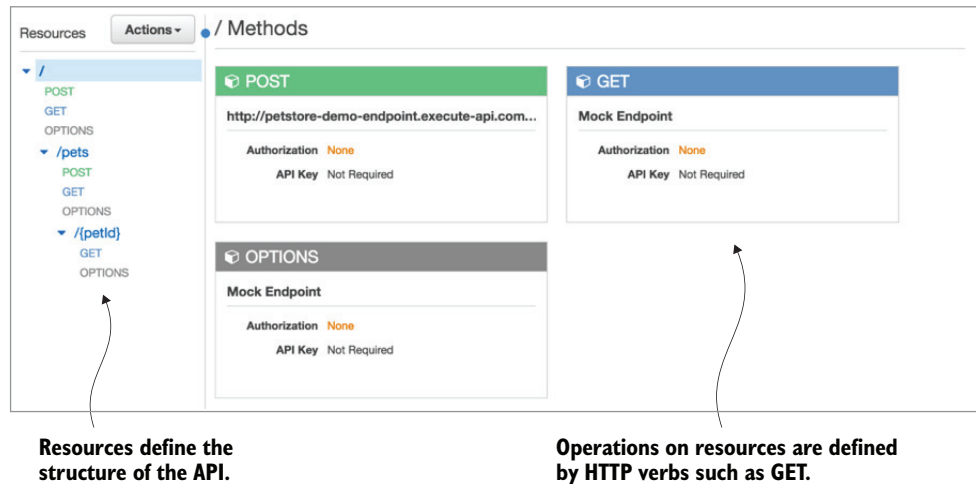 Resources
Actions
/ Methods
/
POST
GET
OPTIONS
/pets
POST
GET
OPTIONS
/{petId}
GET
OPTIONS
POST
http://petstore-demo-endpoint.execute-api.com...
Authorization None
API Key Not Required
GET
Mock Endpoint
Authorization None
API Key Not Required
OPTIONS
Mock Endpoint
Authorization None
API Key Not Required
Resources define the
structure of the API.
Operations on resources are defined
by HTTP verbs such as GET.